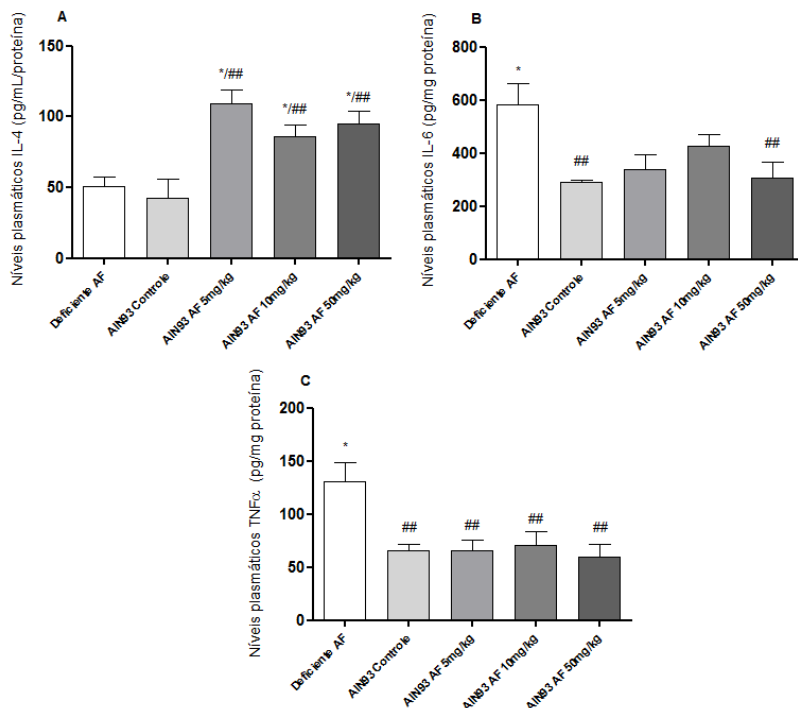 A
Níveis plasmáticos IL-4 (pg/mL/proteína)
150
100
50
0
*/##
*/##
*/##
Deficiente AF
AIN93 Controle
AIN93 AF 5mg/kg
AIN93 AF 10mg/kg
AIN93 AF 50mg/kg
B
Níveis plasmáticos IL-6 (pg/mg proteína)
800
600
400
200
0
*
##
##
Deficiente AF
AIN93 Controle
AIN93 AF 5mg/kg
AIN93 AF 10mg/kg
AIN93 AF 50mg/kg
C
Níveis plasmáticos TNFα (pg/mg proteína)
200
150
100
50
0
*
##
##
##
##
Deficiente AF
AIN93 Controle
AIN93 AF 5mg/kg
AIN93 AF 10mg/kg
AIN93 AF 50mg/kg